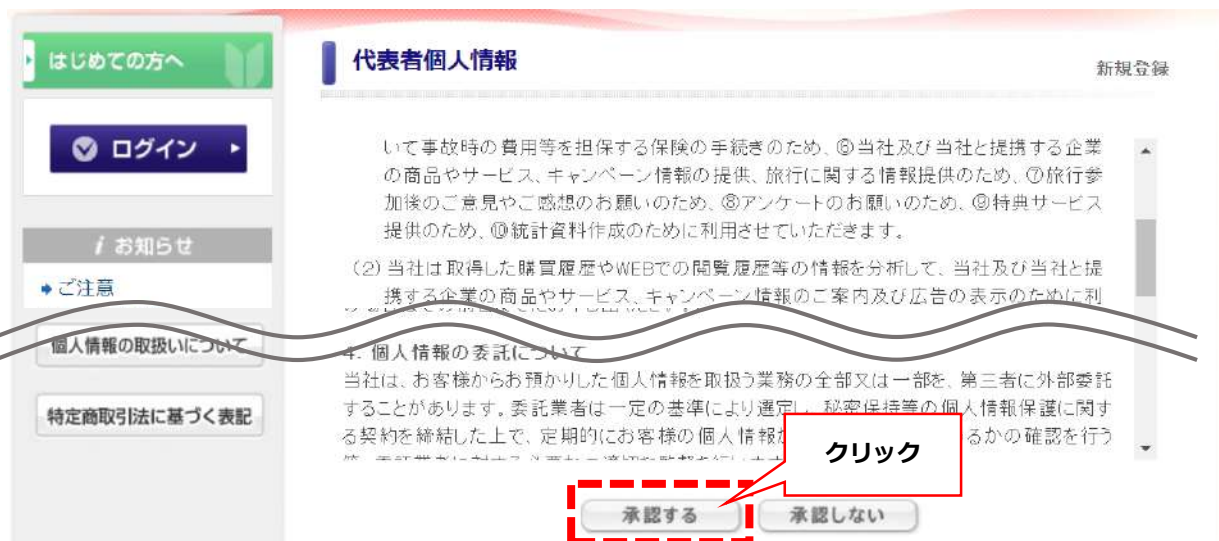 はじめての方へ
ログイン
i お知らせ
ご注意
個人情報の取扱いについて
特定商取引法に基づく表記
代表者個人情報
新規登録
いて事故時の費用等を担保する保険の手続きのため、⑥当社及び当社と提携する企業
の商品やサービス、キャンペーン情報の提供、旅行に関する情報提供のため、⑦旅行参
加後のご意見やご感想のお願いのため、⑧アンケートのお願いのため、⑨特典サービス
提供のため、⑩統計資料作成のために利用させていただきます。
(2) 当社は取得した購買履歴やWEBでの閲覧履歴等の情報を分析して、当社及び当社と提
携する企業の商品やサービス、キャンペーン情報のご案内及び広告の表示のために利
4. 個人情報の委託について
当社は、お客様からお預かりした個人情報を取扱う業務の全部又は一部を、第三者に外部委託
することがあります。委託業者は一定の基準により選定し、秘密保持等の個人情報保護に関す
る契約を締結した上で、定期的にお客様の個人情報 るかの確認を行う
クリック
承認する
承認しない